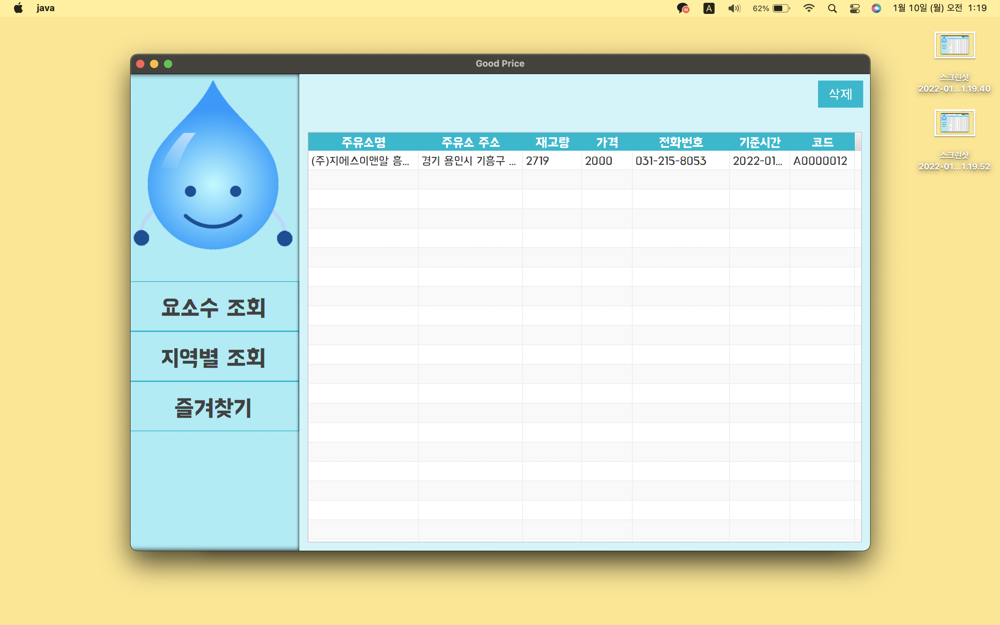 java
A
62%
1월 10일 (월) 오전 1:19
Good Price
삭제
주유소명 주유소 주소 재고량 가격 전화번호 기준시간 코드
(주)지에스이앤알 흥... 경기 용인시 기흥구 ... 2719 2000 031-215-8053 2022-01... A0000012
요소수 조회
지역별 조회
즐겨찾기
스크린샷
2022-01...1.19.40
스크린샷
2022-01...1.19.52